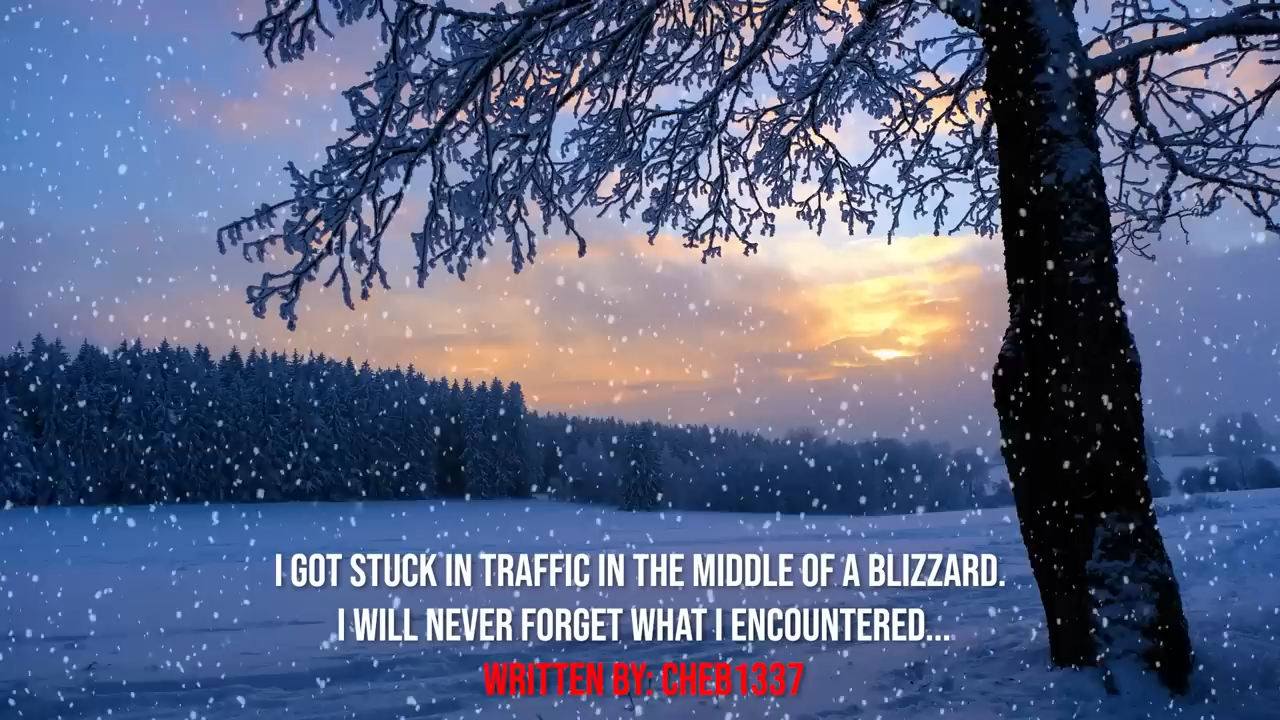 I GOT STUCK IN TRAFFIC IN THE MIDDLE OF A BLIZZARD.
I WILL NEVER FORGET WHAT I ENCOUNTERED...
WRITTEN BY: CHEB1337